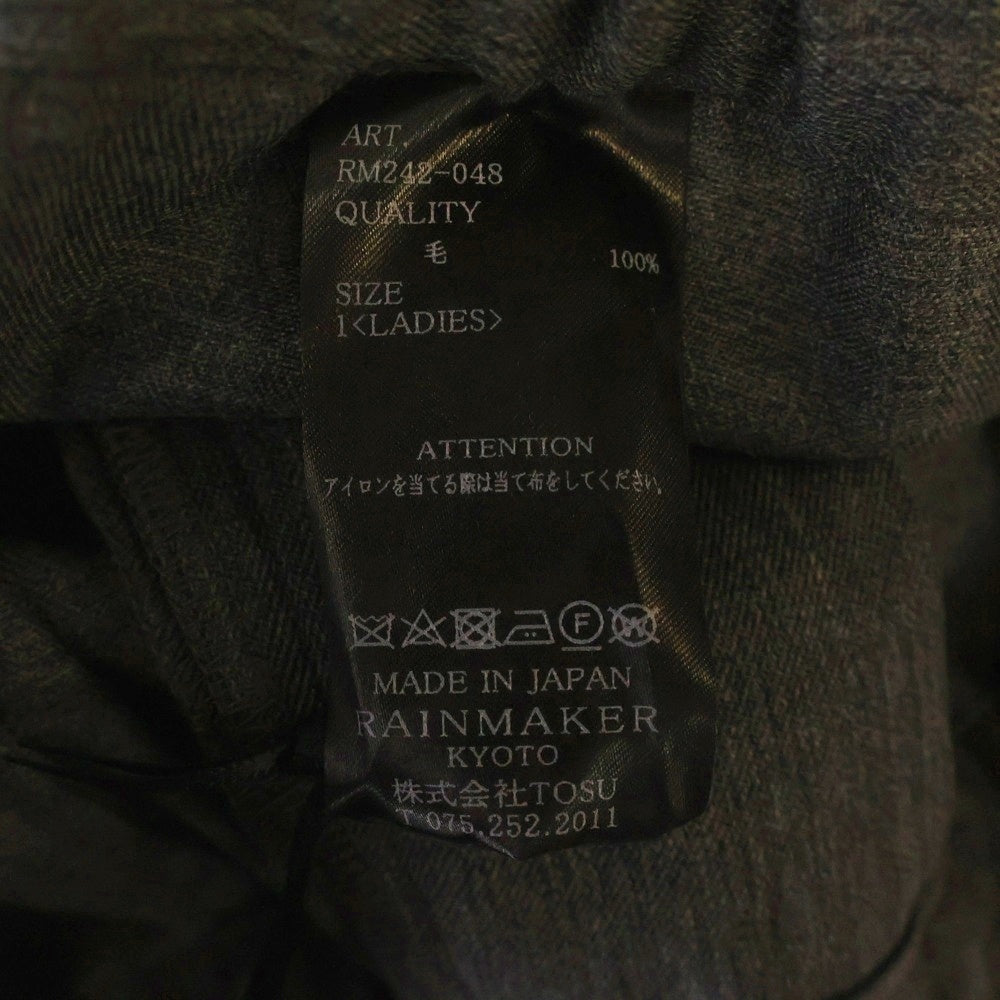 ART.
RM242-048
QUALITY
毛 100%
SIZE
1<LADIES>
ATTENTION
アイロンを当てる際は当て布をしてください。
F
W
MADE IN JAPAN
RAINMAKER
KYOTO
株式会社TOSU
T 075.252.2011